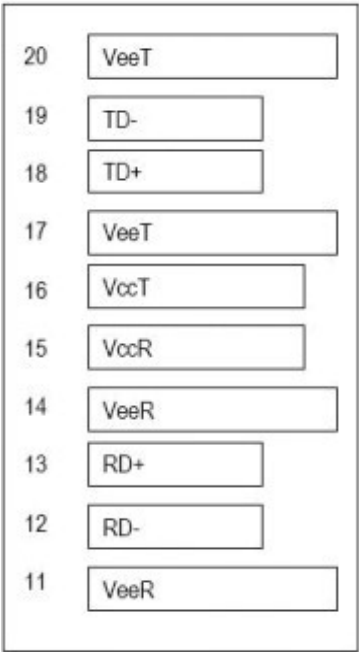 20 VeeT
19 TD-
18 TD+
17 VeeT
16 VccT
15 VccR
14 VeeR
13 RD+
12 RD-
11 VeeR